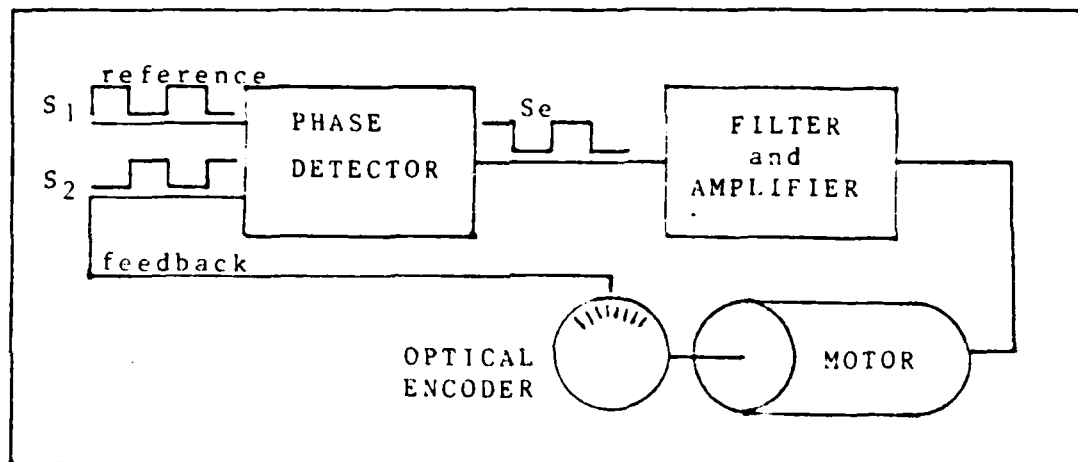 reference
S1
S2
PHASE
DETECTOR
Se
FILTER
and
AMPLIFIER
feedback
OPTICAL
ENCODER
MOTOR